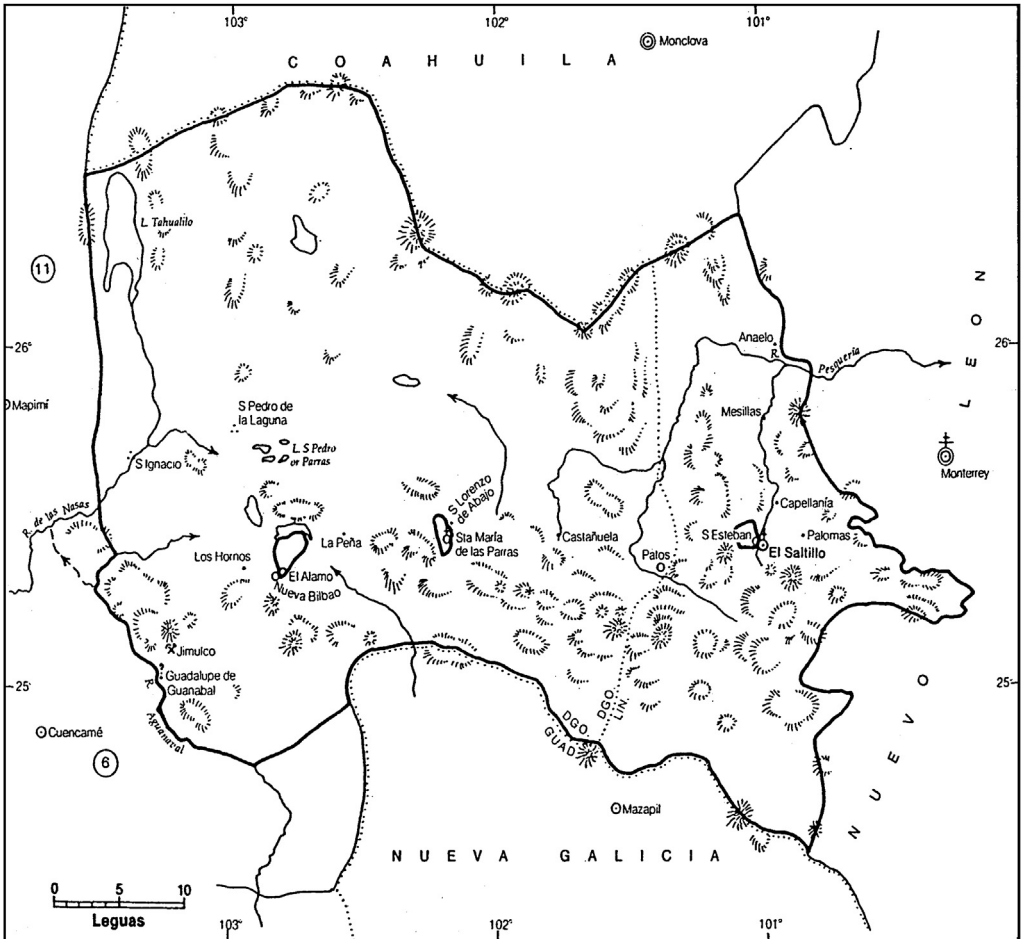 103°
102°
101°
COAHUILA
Monclova
L. Tahualilo
11
LEON
Anaelo
R.
Pesquería
26°
26°
Mapimí
Mesillas
S Pedro de
la Laguna
L. S Pedro
or Parras
S Ignacio
Monterrey
R. de las Nasas
S Lorenzo
de Abajo
Capellanía
La Peña
Sta María
de las Parras
Castañuela
S Esteban
Palomas
El Saltillo
Los Hornos
Patos
El Alamo
Nueva Bilbao
Jimulco
Guadalupe de
Guanabal
25°
25°
R.
Aguanaval
DGO
LIN.
DGO
GUAD
Cuencamé
6
NUEVO
Mazapil
NUEVA GALICIA
0 5 10
Leguas
103°
102°
101°